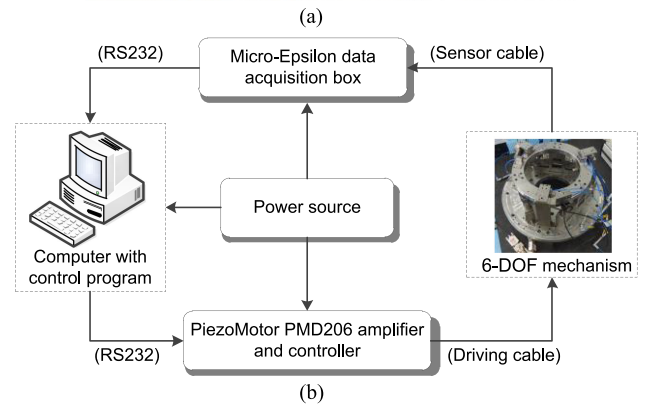 (a)
(RS232)
Micro-Epsilon data
acquisition box
(Sensor cable)
Computer with
control program
Power source
6-DOF mechanism
(RS232)
PiezoMotor PMD206 amplifier
and controller
(Driving cable)
(b)